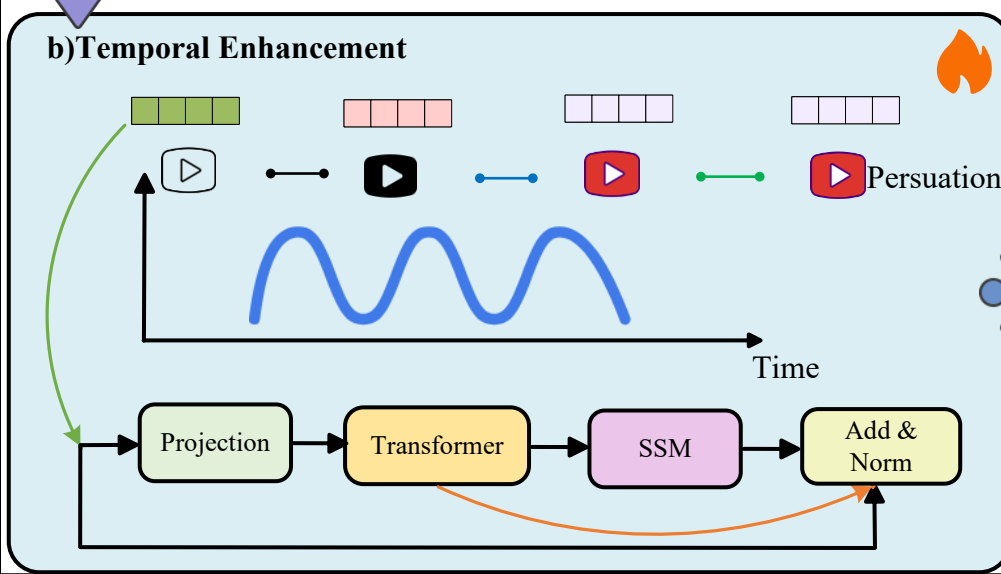 b)Temporal Enhancement
Persuation
Time
Projection
Transformer
SSM
Add &
Norm